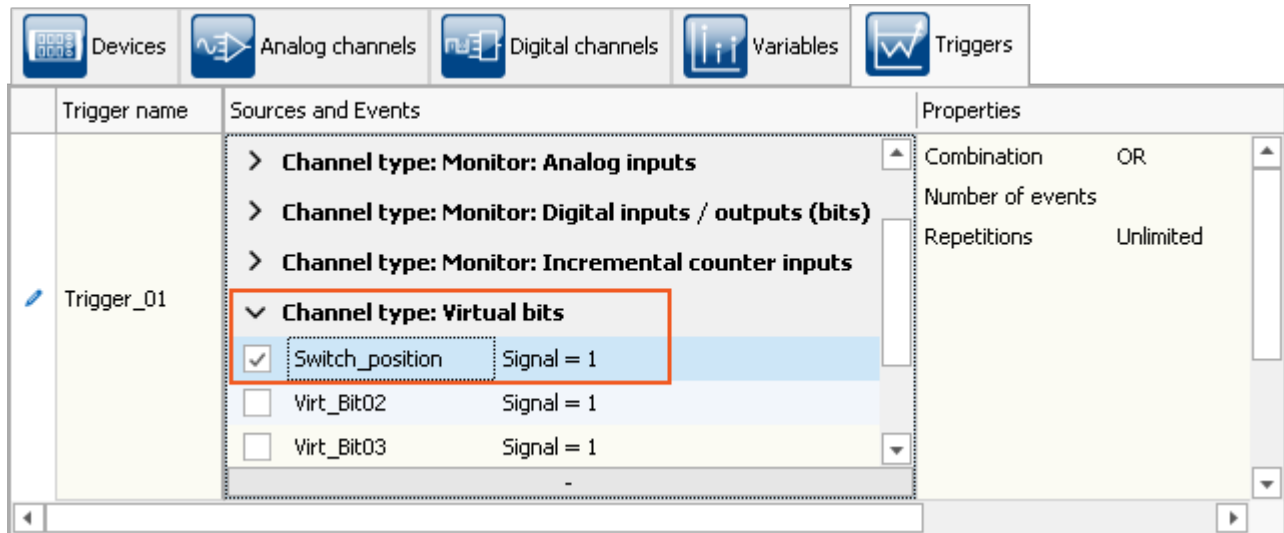 Devices Analog channels Digital channels Variables Triggers
Trigger name Sources and Events Properties
> Channel type: Monitor: Analog inputs Combination OR
> Channel type: Monitor: Digital inputs / outputs (bits) Number of events
Repetitions Unlimited
> Channel type: Monitor: Incremental counter inputs
Trigger_01 Channel type: Virtual bits
Switch_position Signal = 1
Virt_Bit02 Signal = 1
Virt_Bit03 Signal = 1
-